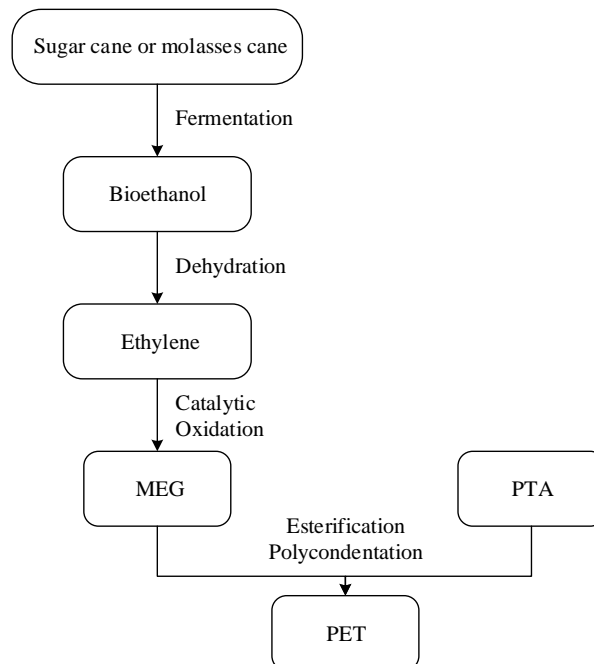 Sugar cane or molasses cane
Fermentation
Bioethanol
Dehydration
Ethylene
Catalytic
Oxidation
MEG
PTA
Esterification
Polycondentation
PET